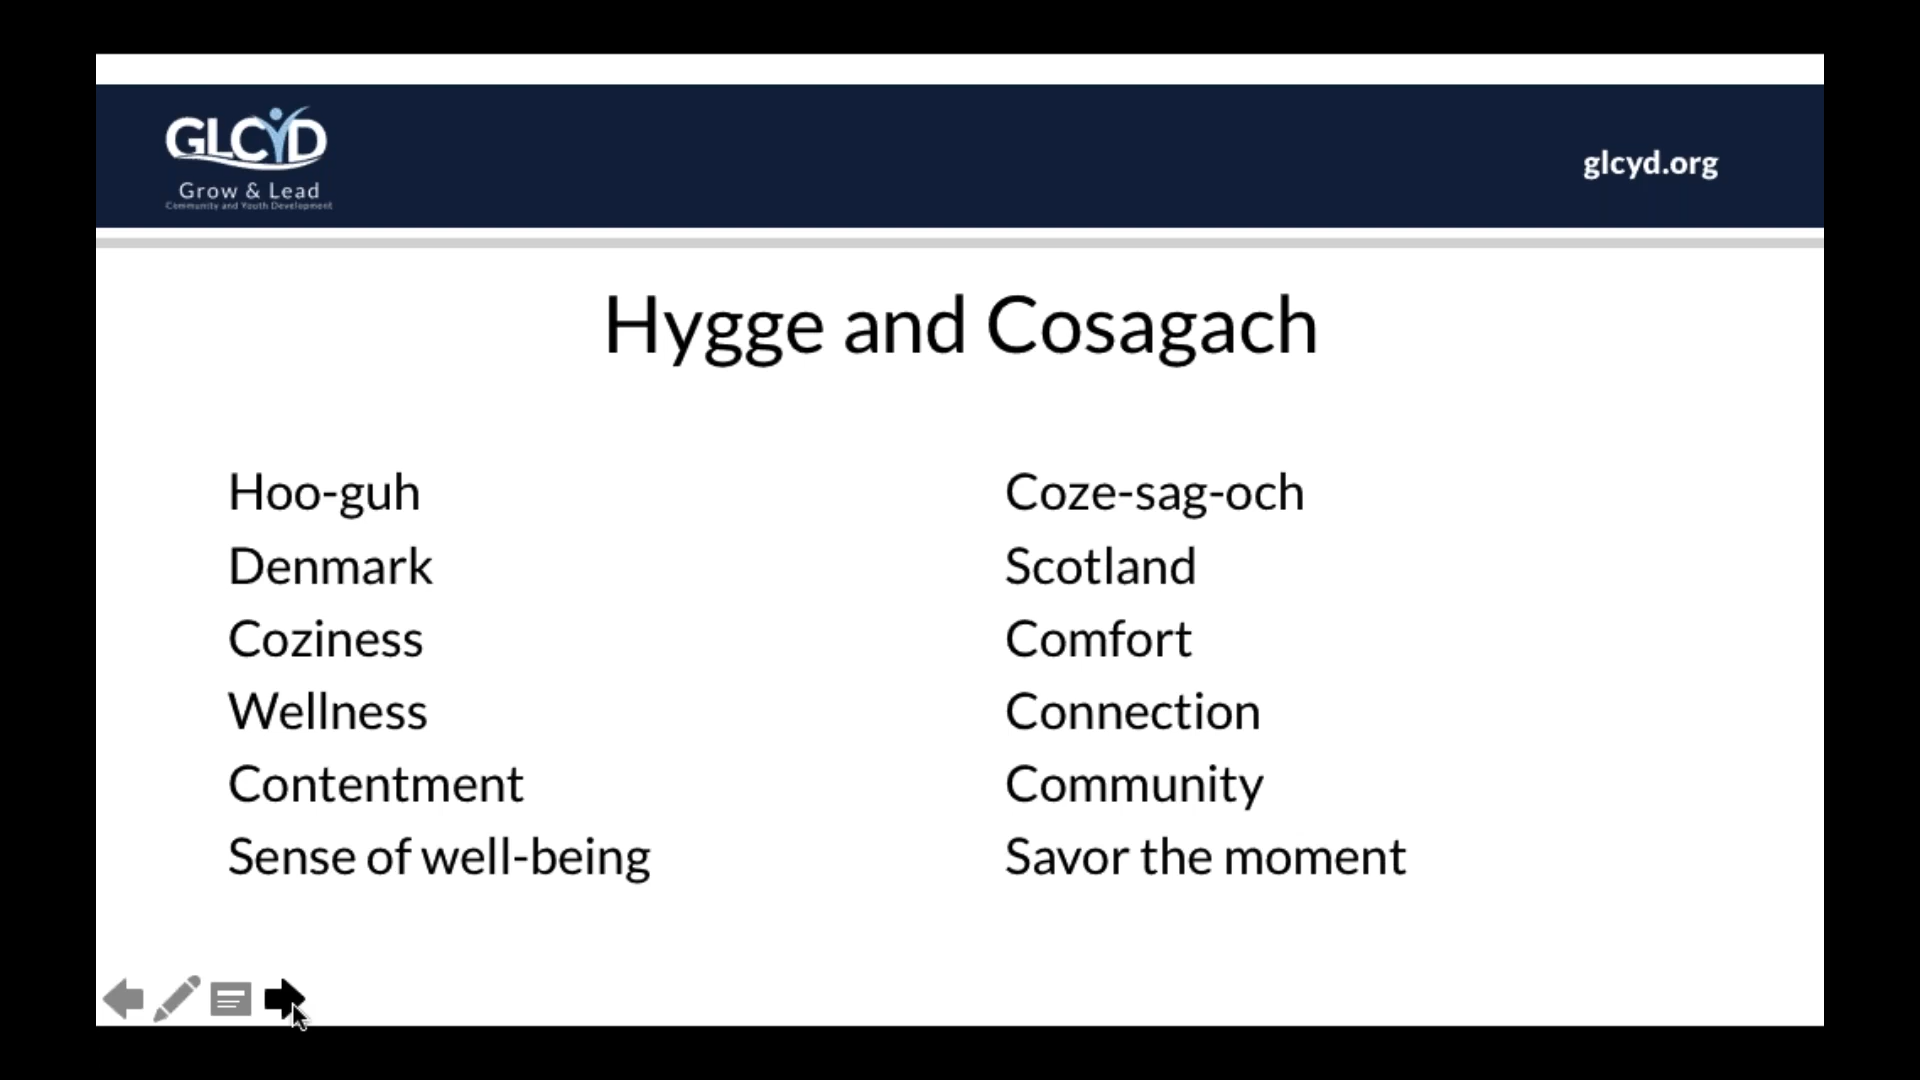 GLCYD
Grow & Lead
Community and Youth Development
glcyd.org
Hygge and Cosagach
Hoo-guh
Denmark
Coziness
Wellness
Contentment
Sense of well-being
Coze-sag-och
Scotland
Comfort
Connection
Community
Savor the moment